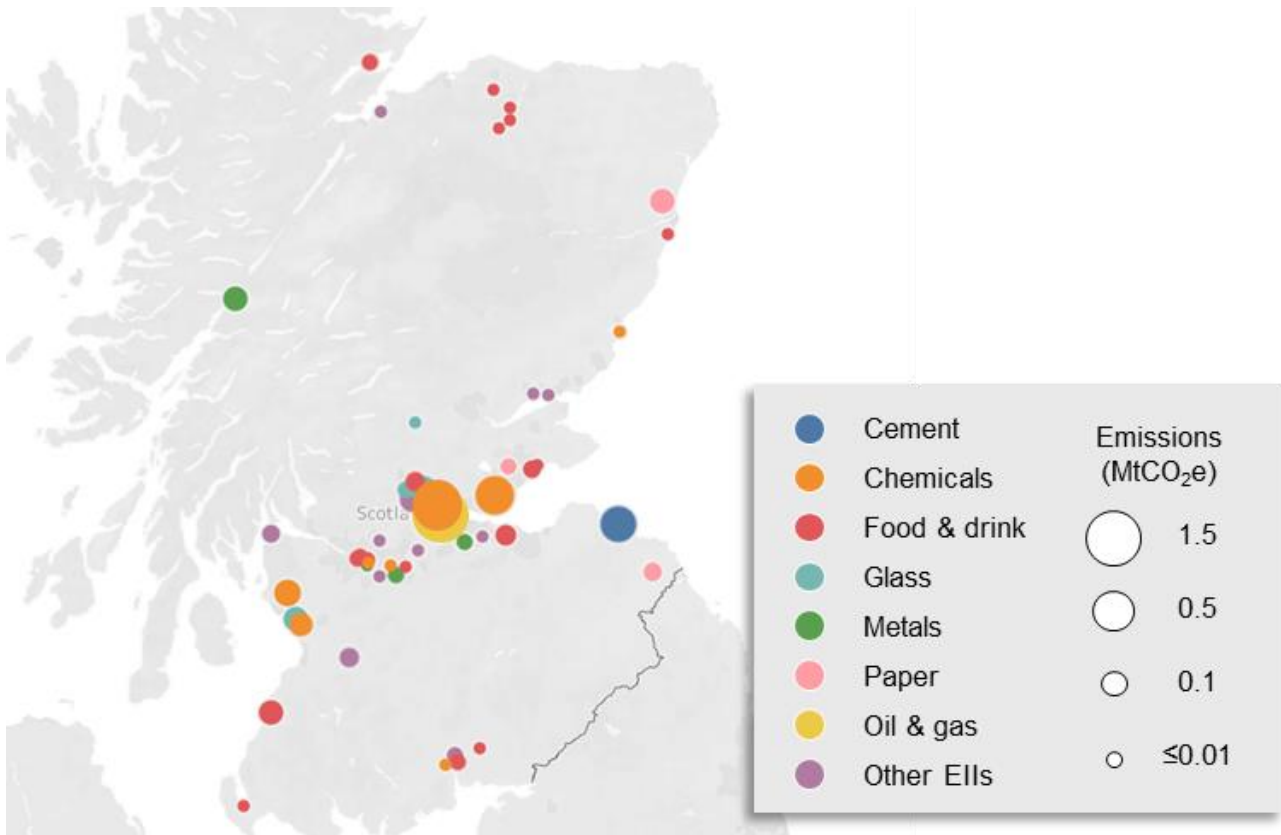 Scotla
Cement
Chemicals
Food & drink
Glass
Metals
Paper
Oil & gas
Other EIIs
Emissions
(MtCO₂e)
1.5
0.5
0.1
≤0.01